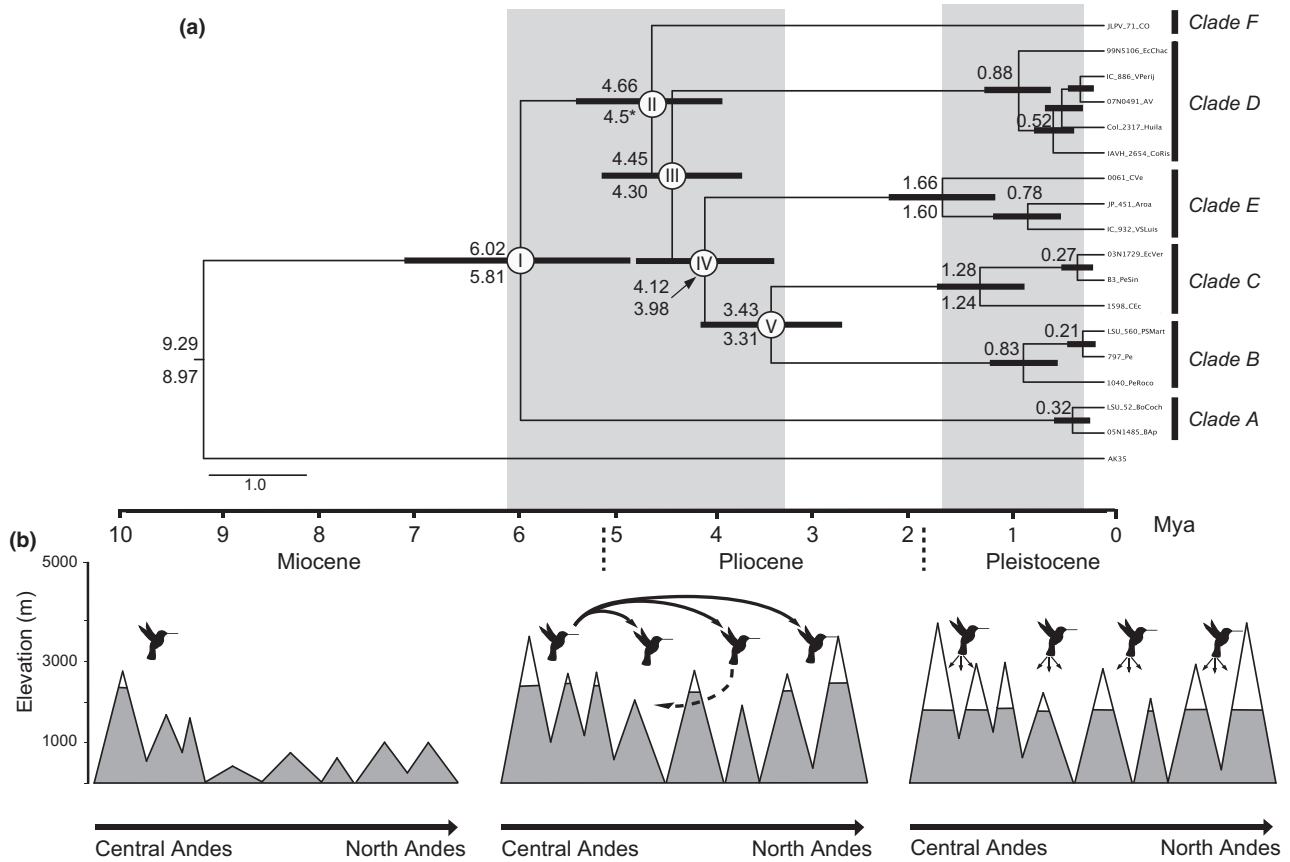 (a)
JLPV_71_CO
Clade F
99N5106_EcChac
0.88
IC_886_VPerij
4.66
07N0491_AV
Clade D
II
4.5*
0.52
Col_2317_Huila
IAVH_2654_CoRis
4.45
III
4.30
0061_CVe
1.66
0.78
JP_451_Aroa
Clade E
1.60
IC_932_VSLuis
6.02
I
5.81
IV
03N1729_EcVer
0.27
1.28
B3_PeSin
Clade C
4.12
3.98
1.24
1598_CEc
3.43
V
3.31
LSU_560_PSMart
0.21
9.29
8.97
0.83
797_Pe
Clade B
1040_PeRoco
0.32
LSU_52_BoCoch
Clade A
05N1485_BAp
AK35
1.0
10 9 8 7 6 5 4 3 2 1 0 Mya
Miocene Pliocene Pleistocene
(b)
Elevation (m)
5000
3000
1000
Central Andes North Andes
Central Andes North Andes
Central Andes North Andes